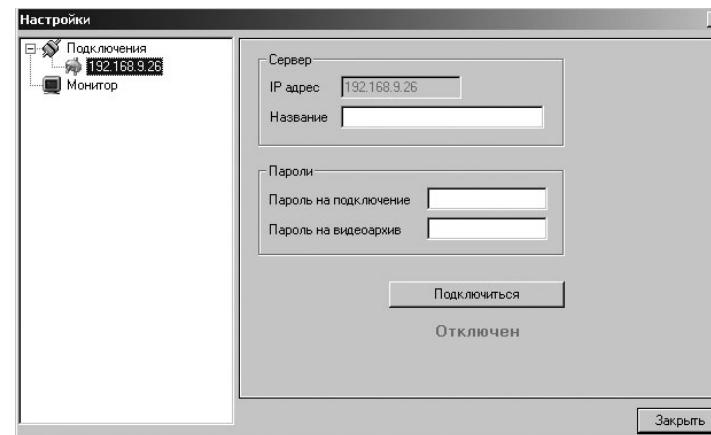 Настройки
Подключения
192.168.9.26
Монитор
Сервер
IP адрес 192.168.9.26
Название
Пароли
Пароль на подключение
Пароль на видеоархив
Подключиться
Отключен
Закрыть